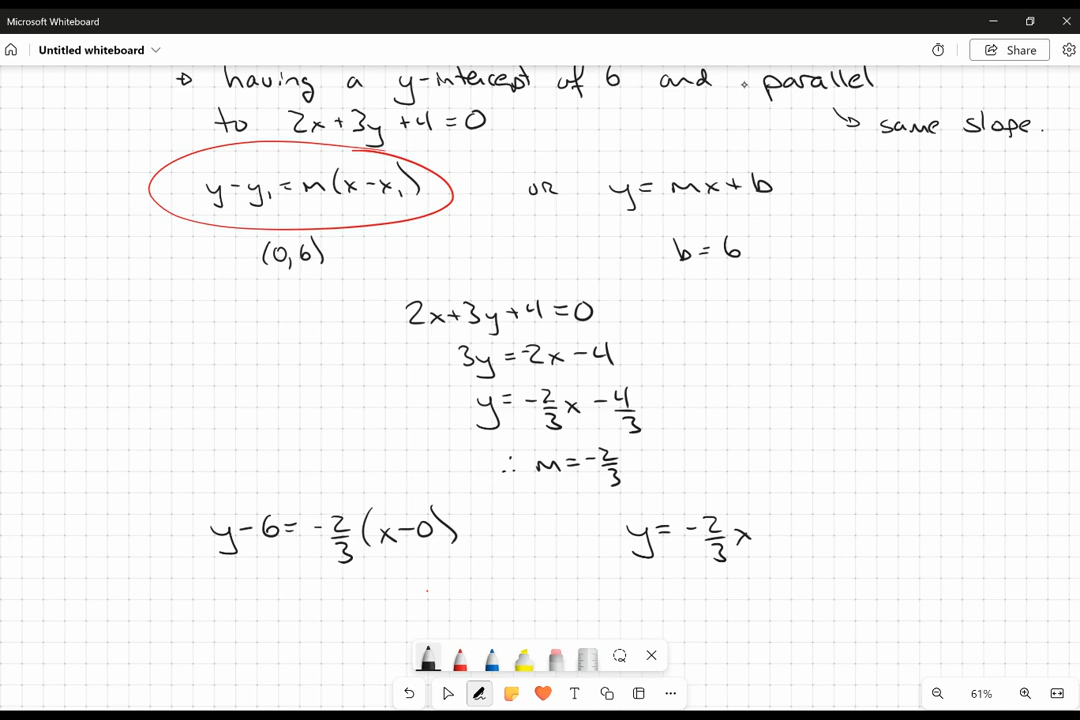 Microsoft Whiteboard
Untitled whiteboard
Share
→ having a y-intercept of 6 and parallel
to 2x+3y+4=0
↳ same slope.
y-y₁=m(x-x₁) or y=mx+b
(0,6) b=6
2x+3y+4=0
3y=-2x-4
y=-2/3x-4/3
∴ m=-2/3
y-6=-2/3(x-0) y=-2/3x
61%